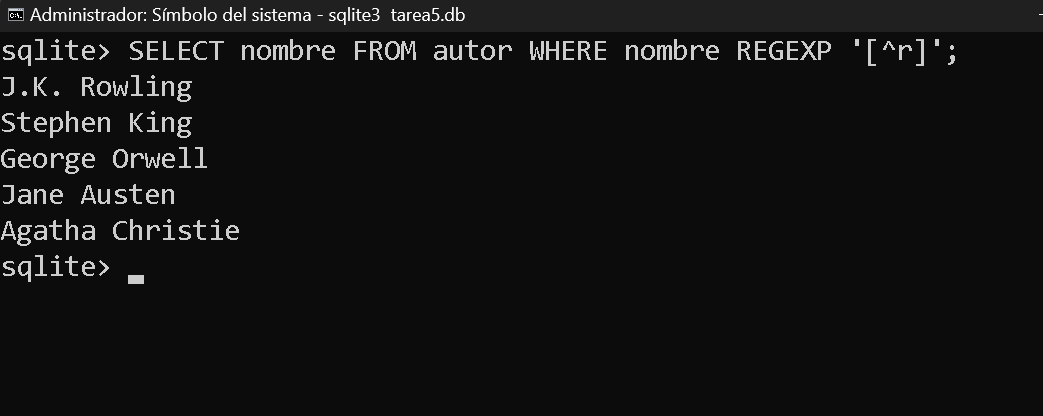 Administrador: Símbolo del sistema - sqlite3 tarea5.db
sqlite> SELECT nombre FROM autor WHERE nombre REGEXP '[^r]';
J.K. Rowling
Stephen King
George Orwell
Jane Austen
Agatha Christie
sqlite>